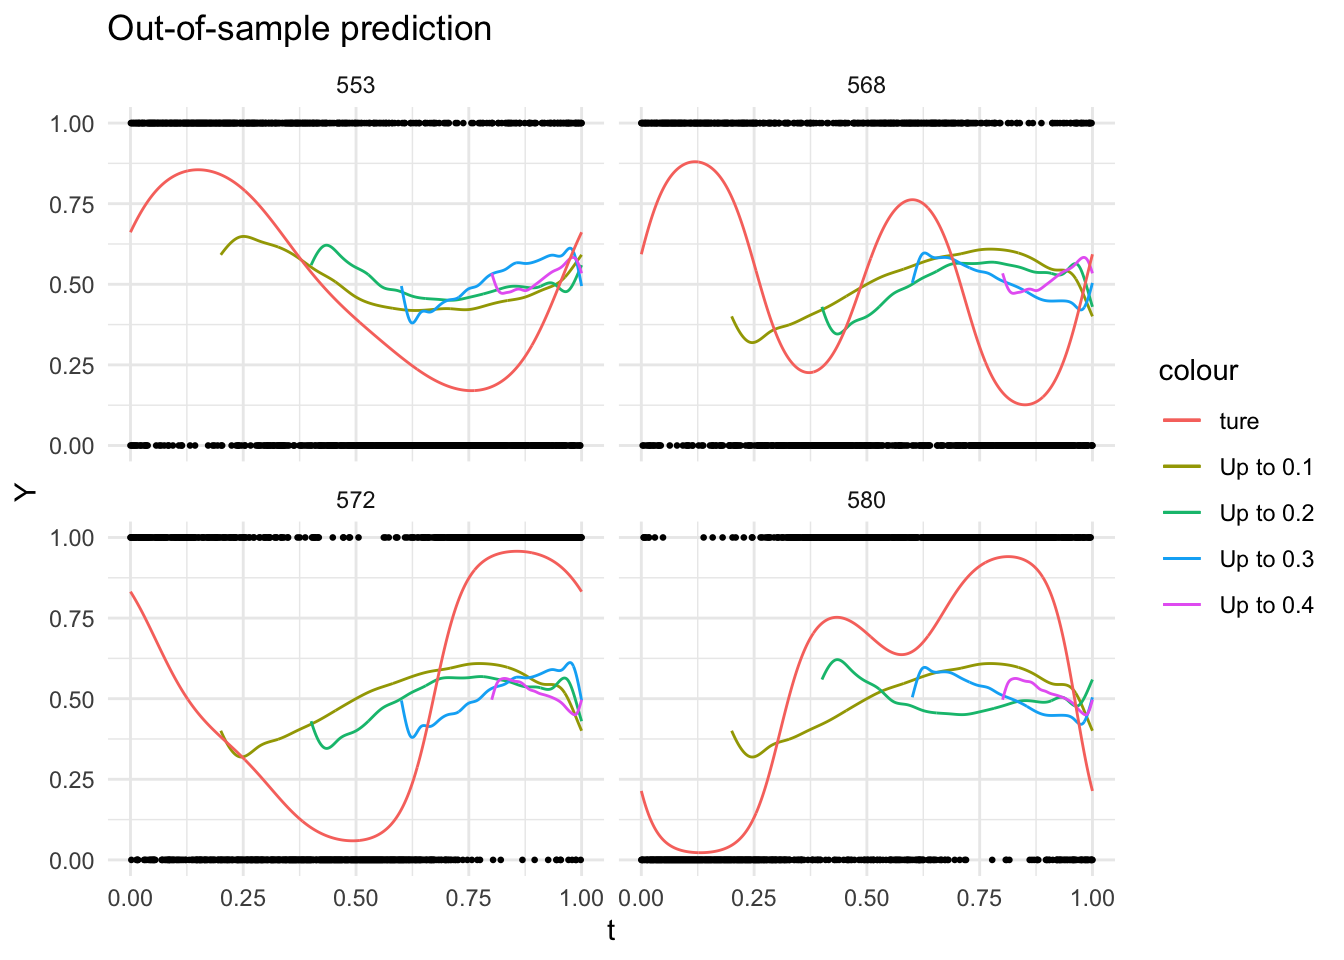 Out-of-sample prediction
553
568
1.00
0.75
0.50
0.25
0.00
572
580
1.00
0.75
0.50
0.25
0.00
0.00 0.25 0.50 0.75 1.00 0.00 0.25 0.50 0.75 1.00
t
Y
colour
ture
Up to 0.1
Up to 0.2
Up to 0.3
Up to 0.4